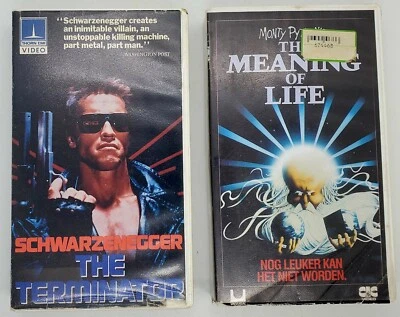 THORN EMI
VIDEO
"Schwarzenegger creates
an inimitable villain, an
unstoppable killing machine,
part metal, part man."
—WASHINGTON POST
SCHWARZENEGGER
THE
TERMINATOR
MONTY PY
THE
MEANING
OF
LIFE
NOG LEUKER KAN
HET NIET WORDEN.
CIC